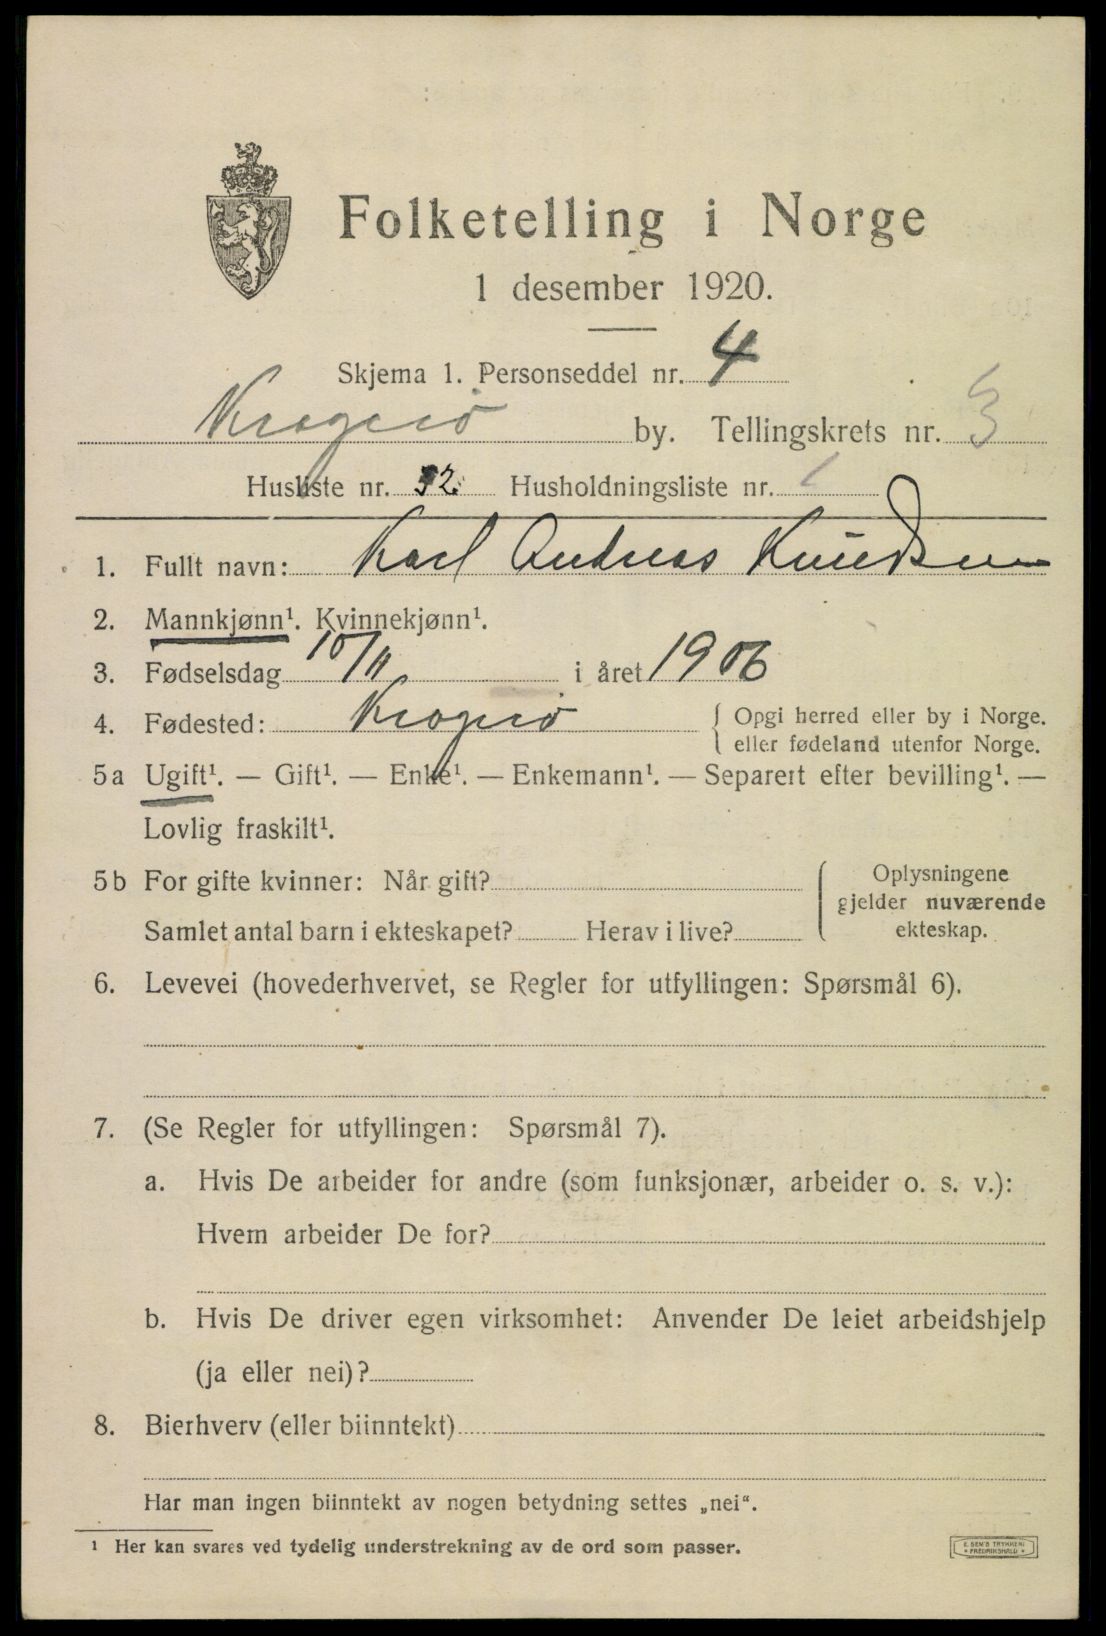 Folketelling i Norge
1 desember 1920.
Skjema 1. Personseddel nr. 4
Kragerø by. Tellingskrets nr. 3
Husliste nr. 32 Husholdningsliste nr. 1
1. Fullt navn: Karl Andreas Knudsen
2. Mannkjønn¹. Kvinnekjønn¹.
3. Fødselsdag 10/11 i året 1906
4. Fødested: Kragerø { Opgi herred eller by i Norge.
eller fødeland utenfor Norge.
5a Ugift¹. — Gift¹. — Enke¹. — Enkemann¹. — Separert efter bevilling¹. —
Lovlig fraskilt¹.
5b For gifte kvinner: Når gift? { Oplysningene
gjelder nuværende
Samlet antal barn i ekteskapet? Herav i live? ekteskap.
6. Levevei (hovederhvervet, se Regler for utfyllingen: Spørsmål 6).
7. (Se Regler for utfyllingen: Spørsmål 7).
a. Hvis De arbeider for andre (som funksjonær, arbeider o. s. v.):
Hvem arbeider De for?
b. Hvis De driver egen virksomhet: Anvender De leiet arbeidshjelp
(ja eller nei)?
8. Bierhverv (eller biinntekt)
Har man ingen biinntekt av nogen betydning settes „nei“.
¹ Her kan svares ved tydelig understrekning av de ord som passer.
E. SEM'S TRYKKERI
• FREDRIKSHALD •